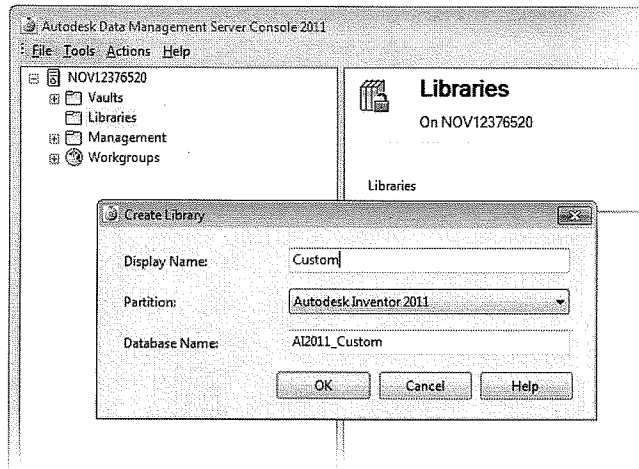 Autodesk Data Management Server Console 2011
File Tools Actions Help
NOV12376520
Vaults
Libraries
Management
Workgroups
Libraries
On NOV12376520
Libraries
Create Library
Display Name: Custom
Partition: Autodesk Inventor 2011
Database Name: AI2011_Custom
OK Cancel Help